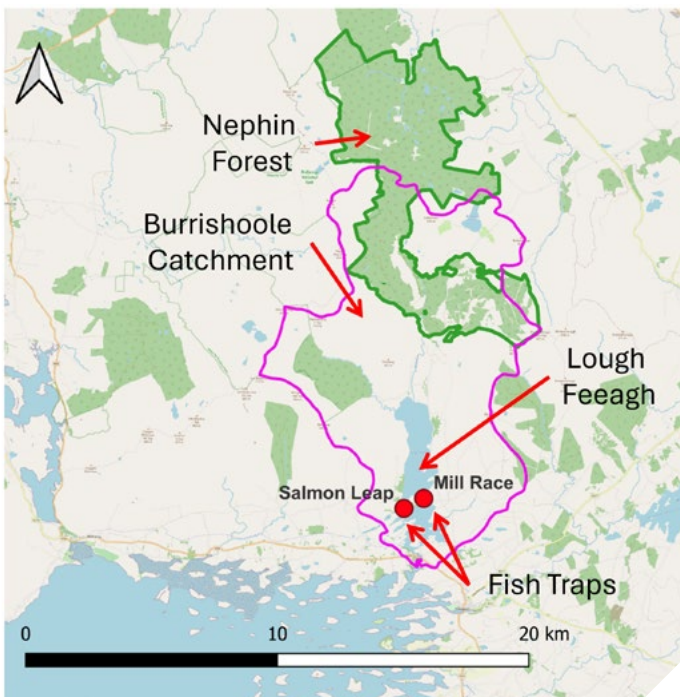 Nephin
Forest
Burrishoole
Catchment
Lough
Feeagh
Mill Race
Salmon Leap
Fish Traps
0 10 20 km